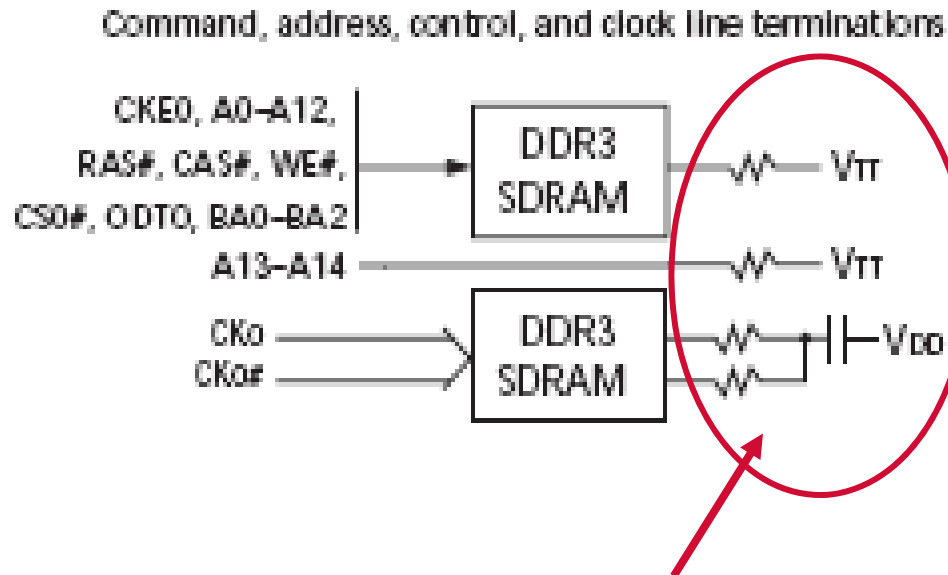 Command, address, control, and clock line terminations
CKE0, A0–A12,
RAS#, CAS#, WE#,
CS0#, ODT0, BA0–BA2
DDR3
SDRAM
VTT
A13–A14
VTT
CK0
CK0#
DDR3
SDRAM
VDD